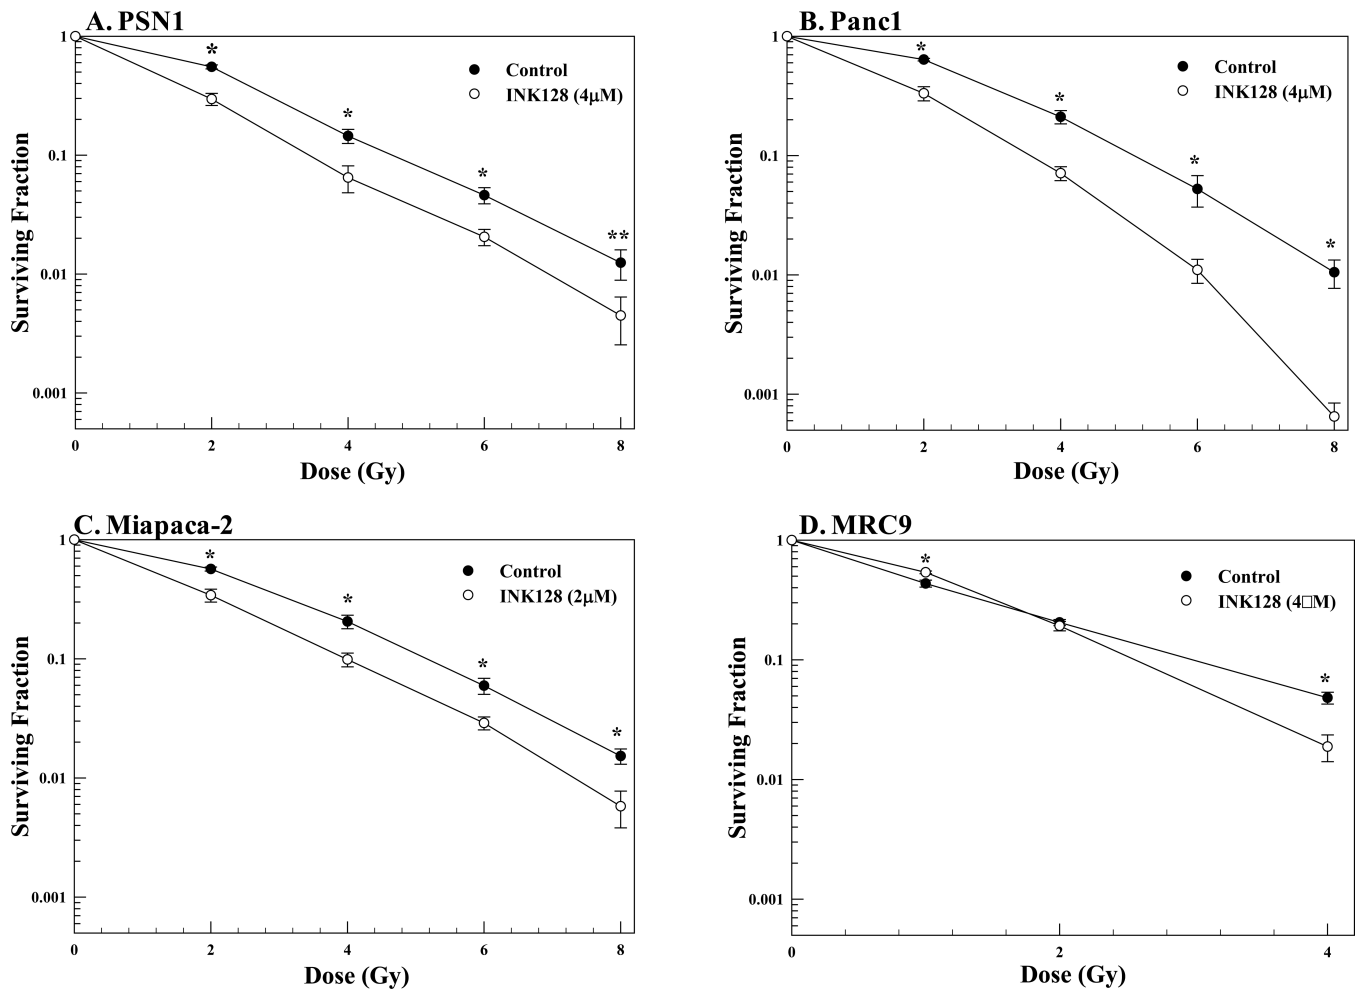 A. PSN1
1
0.1
0.01
0.001
Surviving Fraction
*
*
*
*
**
Control
INK128 (4μM)
0 2 4 6 8
Dose (Gy)
B. Panc1
1
0.1
0.01
0.001
Surviving Fraction
*
*
*
*
Control
INK128 (4μM)
0 2 4 6 8
Dose (Gy)
C. Miapaca-2
1
0.1
0.01
0.001
Surviving Fraction
*
*
*
*
Control
INK128 (2μM)
0 2 4 6 8
Dose (Gy)
D. MRC9
1
0.1
0.01
0.001
Surviving Fraction
*
*
Control
INK128 (4□M)
0 2 4
Dose (Gy)